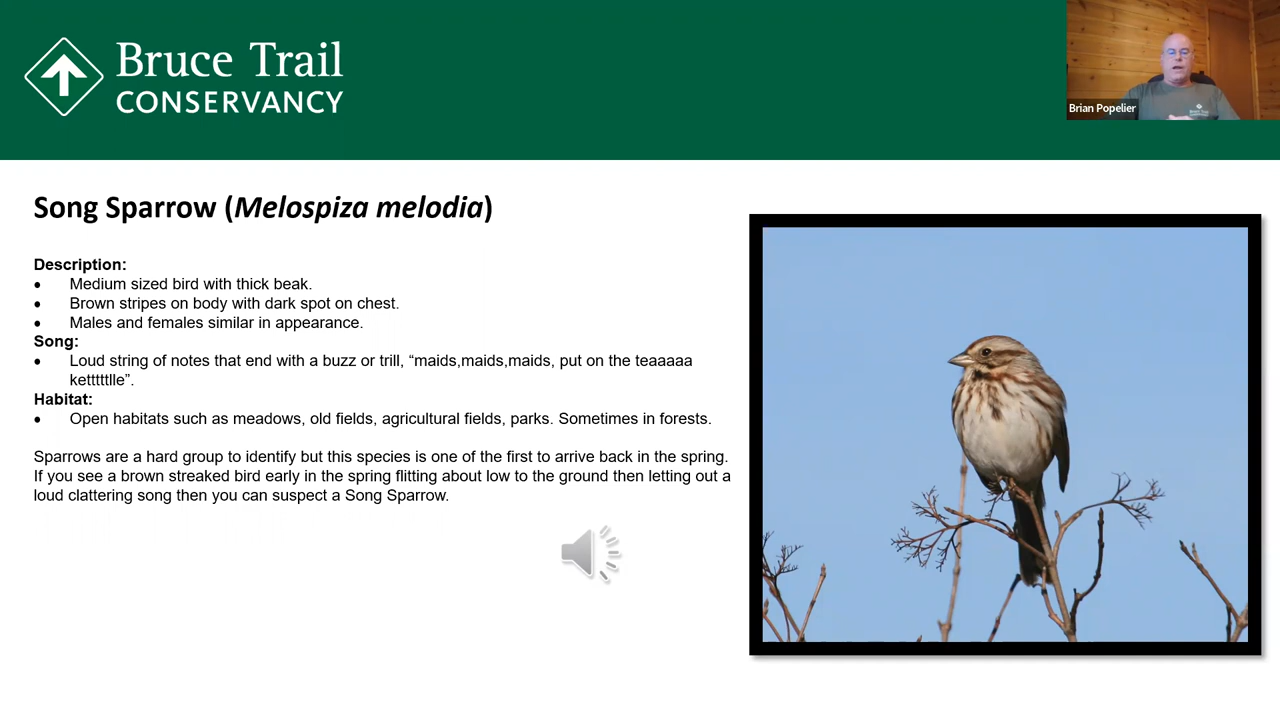 Bruce Trail
CONSERVANCY
Brian Popelier
Song Sparrow (Melospiza melodia)
Description:
• Medium sized bird with thick beak.
• Brown stripes on body with dark spot on chest.
• Males and females similar in appearance.
Song:
• Loud string of notes that end with a buzz or trill, “maids,maids,maids, put on the teaaaaa
ketttttlle”.
Habitat:
• Open habitats such as meadows, old fields, agricultural fields, parks. Sometimes in forests.
Sparrows are a hard group to identify but this species is one of the first to arrive back in the spring.
If you see a brown streaked bird early in the spring flitting about low to the ground then letting out a
loud clattering song then you can suspect a Song Sparrow.